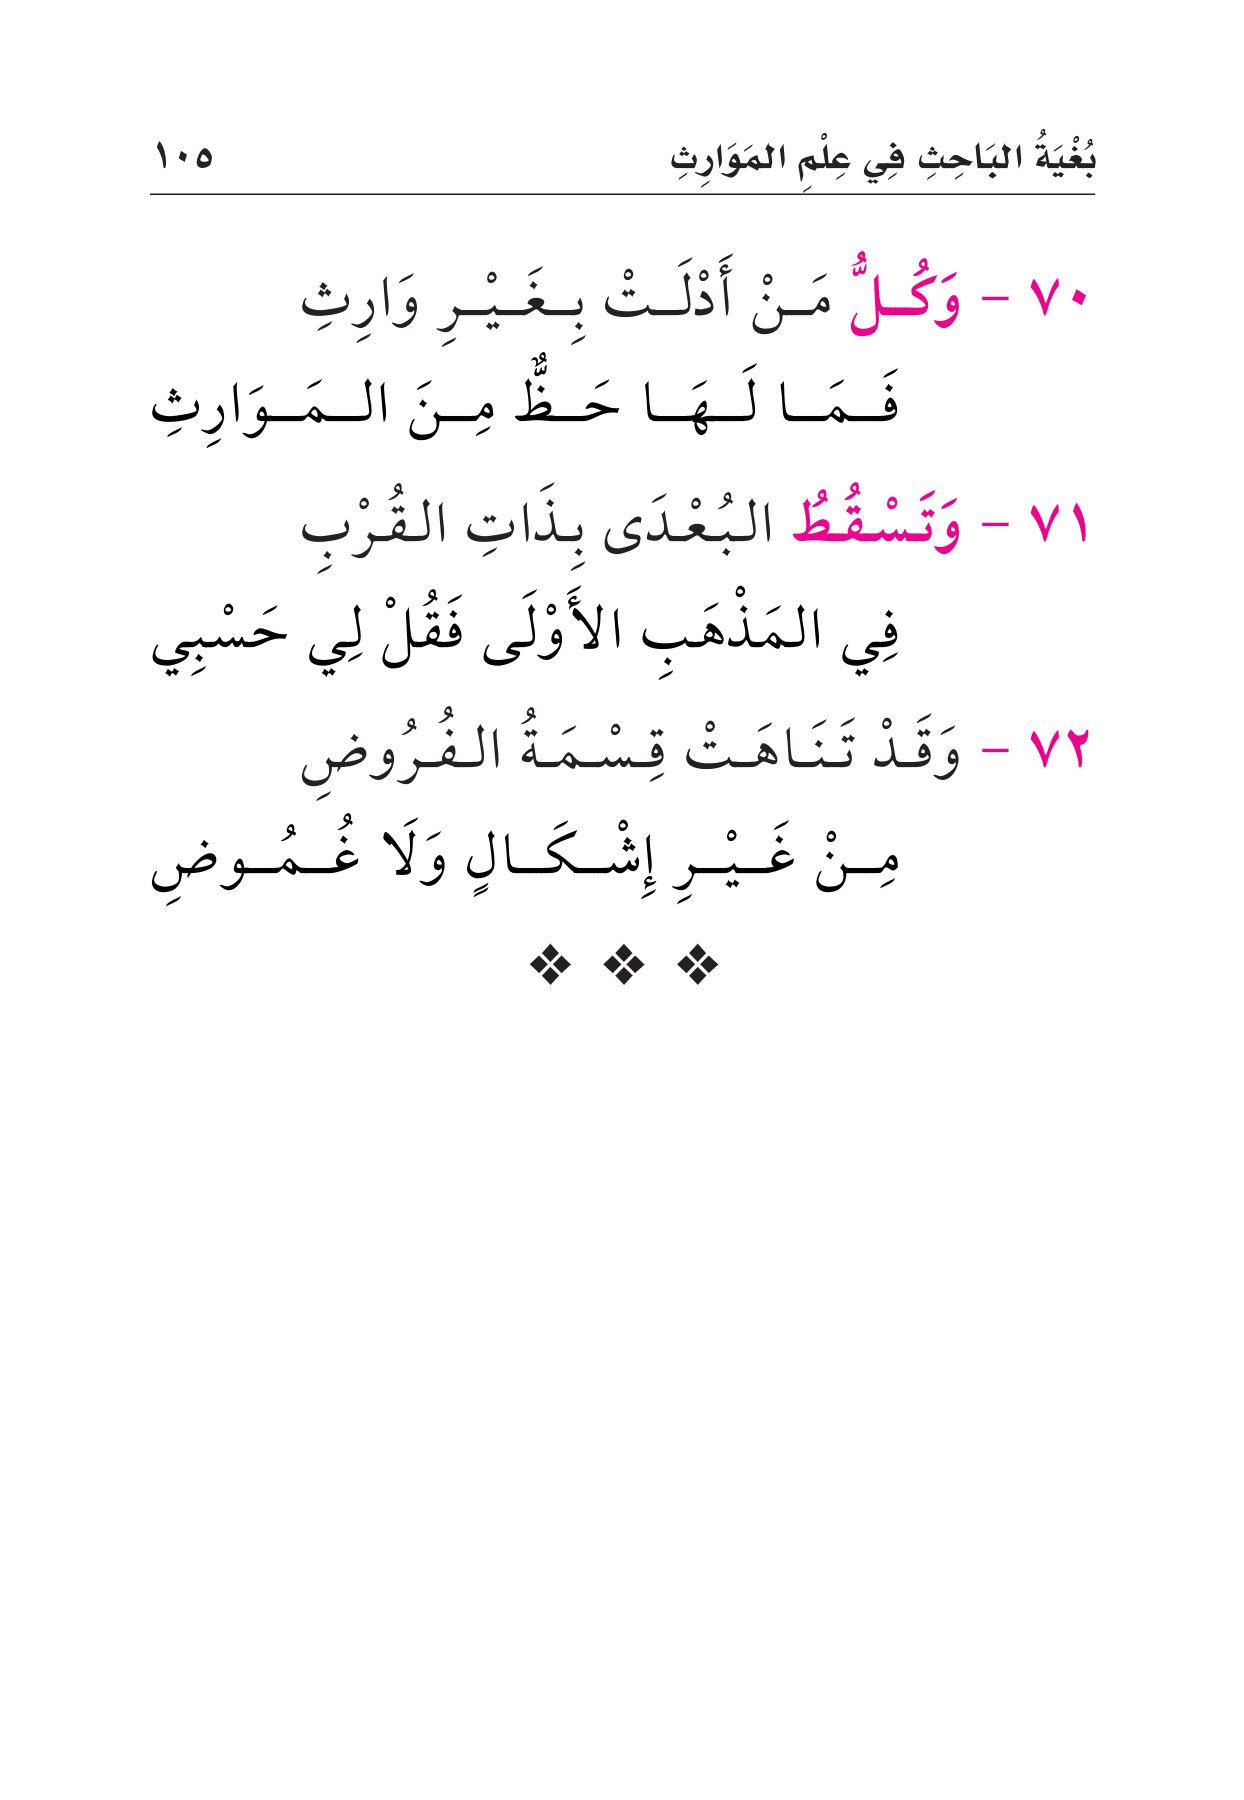 بُغْيَةُ البَاحِثِ فِي عِلْمِ المَوَارِثِ ١٠٥
٧٠ - وَكُلُّ مَنْ أَدْلَتْ بِغَيْرِ وَارِثِ
فَمَا لَهَا حَظٌّ مِنَ المَوَارِثِ
٧١ - وَتَسْقُطُ البُعْدَى بِذَاتِ القُرْبِ
فِي المَذْهَبِ الأَوْلَى فَقُلْ لِي حَسْبِي
٧٢ - وَقَدْ تَنَاهَتْ قِسْمَةُ الفُرُوضِ
مِنْ غَيْرِ إِشْكَالٍ وَلَا غُمُوضِ